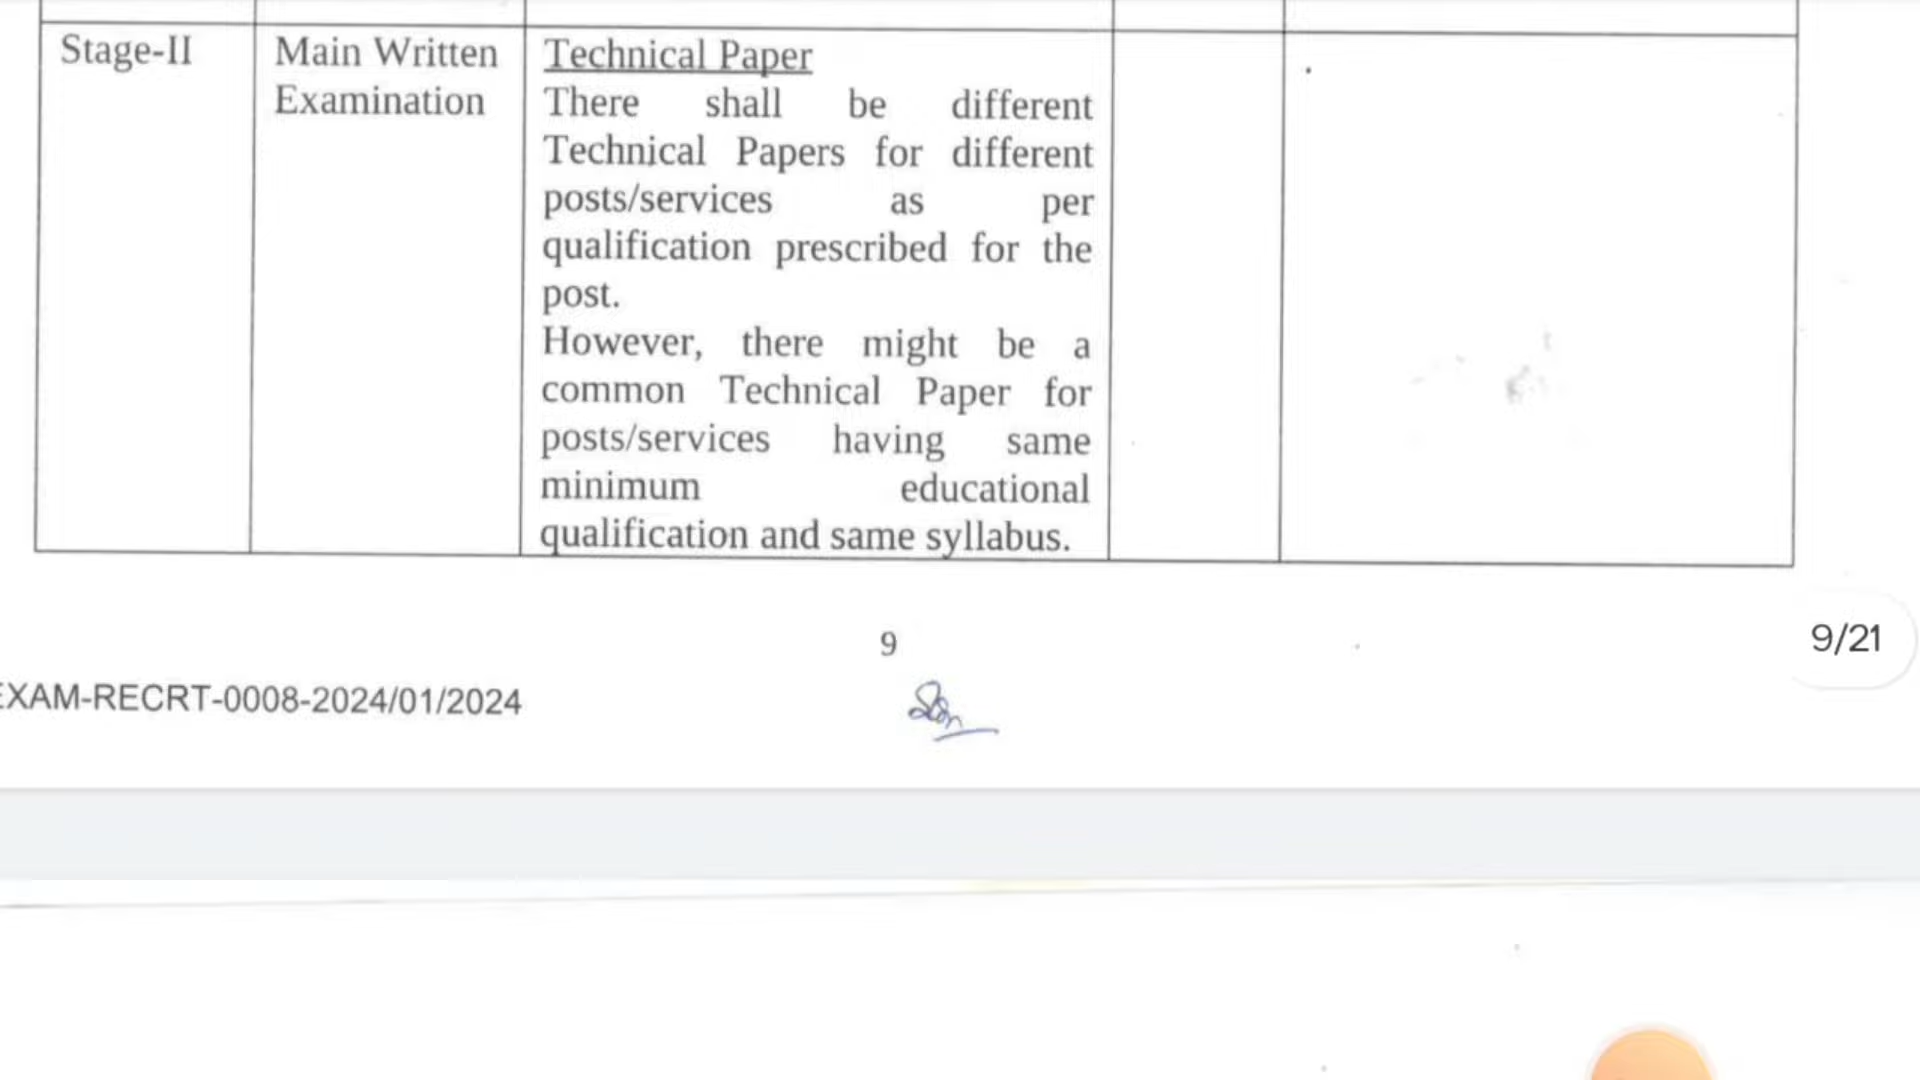 Stage-II
Main Written
Examination
Technical Paper
There shall be different
Technical Papers for different
posts/services as per
qualification prescribed for the
post.
However, there might be a
common Technical Paper for
posts/services having same
minimum educational
qualification and same syllabus.
9
9/21
EXAM-RECRT-0008-2024/01/2024